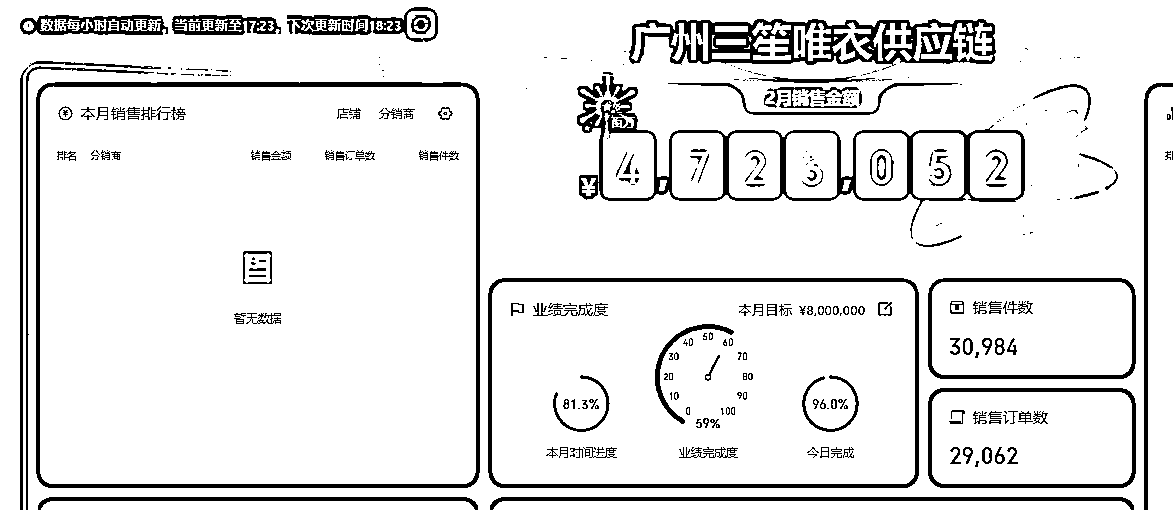 数据每小时自动更新，当前更新至17:23，下次更新时间18:23
广州三笙唯衣供应链
2月销售金额
百万
¥4,723,052
本月销售排行榜 店铺 分销商
排名 分销商 销售金额 销售订单数 销售件数
暂无数据
业绩完成度 本月目标 ¥8,000,000
0 10 20 30 40 50 60 70 80 90 100
81.3%
59%
96.0%
本月时间进度 业绩完成度 今日完成
销售件数
30,984
销售订单数
29,062